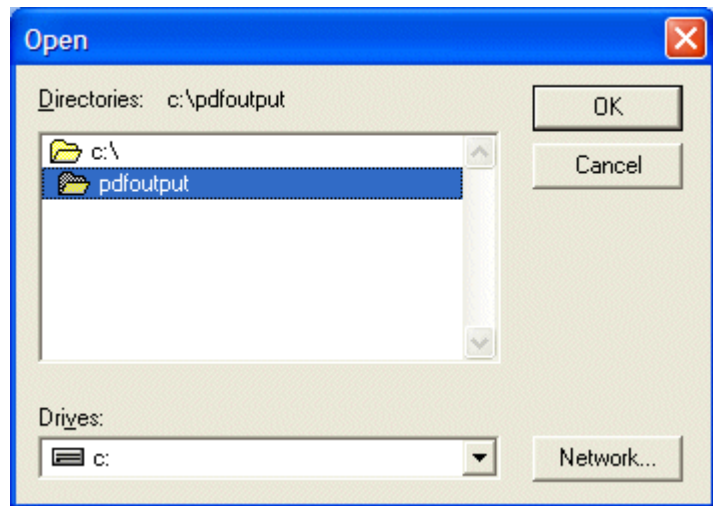 Open
Directories: c:\pdfoutput
OK
c:\
Cancel
pdfoutput
Drives:
c:
Network...